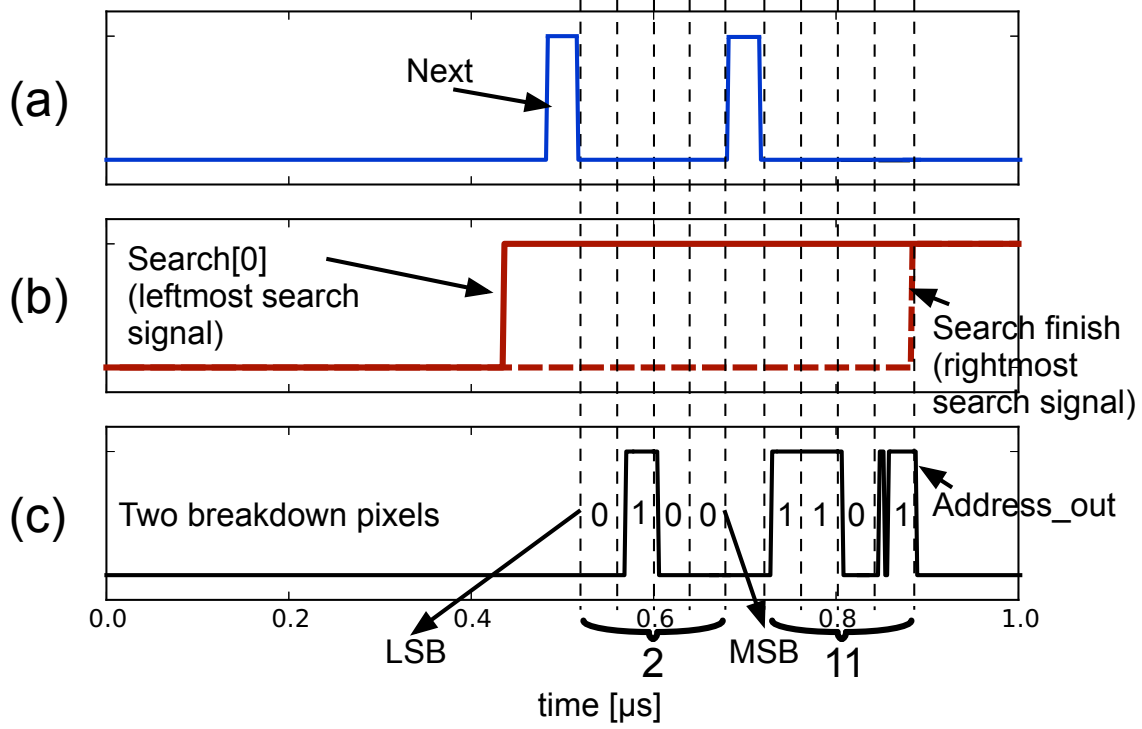 (a)
Next
(b)
Search[0]
(leftmost search
signal)
Search finish
(rightmost
search signal)
(c)
Two breakdown pixels
0 1 0 0
1 1 0 1
Address_out
0.0 0.2 0.4 0.6 0.8 1.0
LSB
2
MSB
11
time [µs]